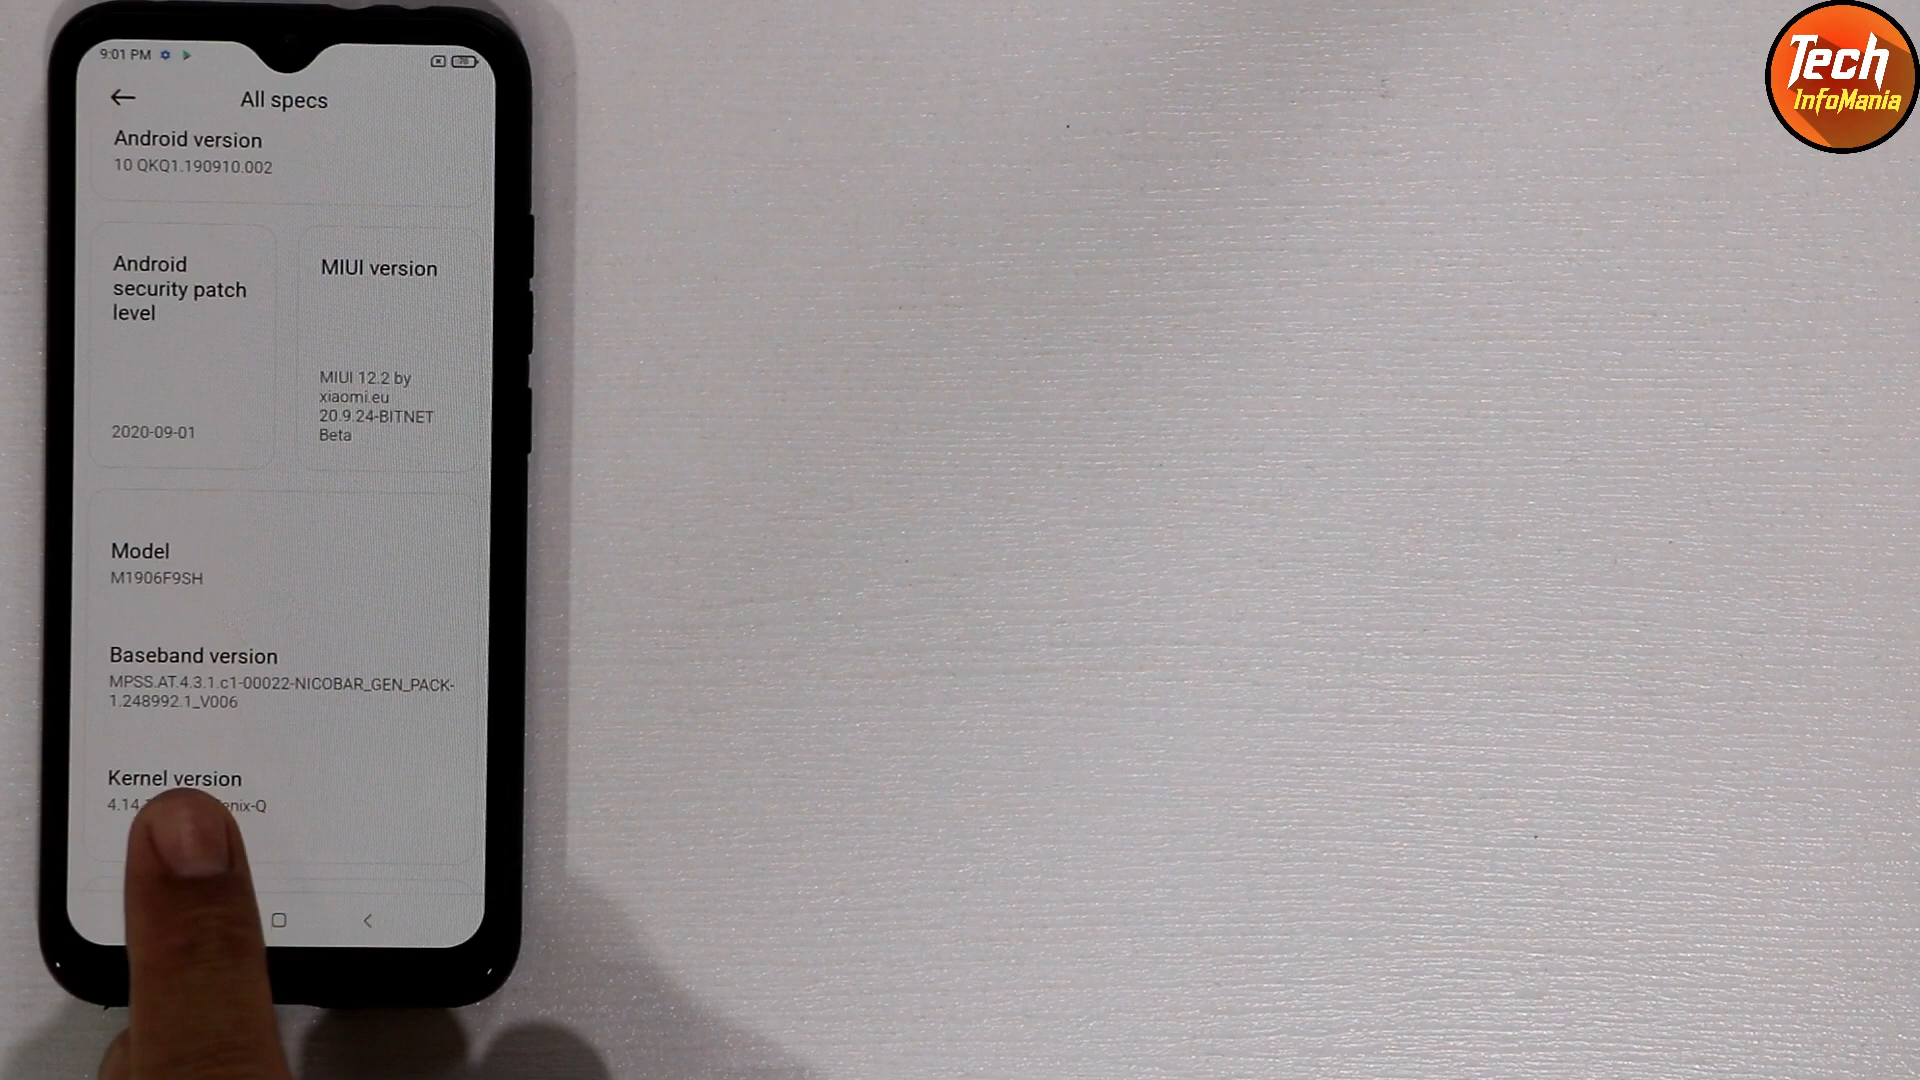 Tech
InfoMania
9:01 PM
70
All specs
Android version
10 QKQ1.190910.002
Android
security patch
level
2020-09-01
MIUI version
MIUI 12.2 by
xiaomi.eu
20.9.24-BITNET
Beta
Model
M1906F9SH
Baseband version
MPSS.AT.4.3.1.c1-00022-NICOBAR_GEN_PACK-
1.248992.1_V006
Kernel version
4.14